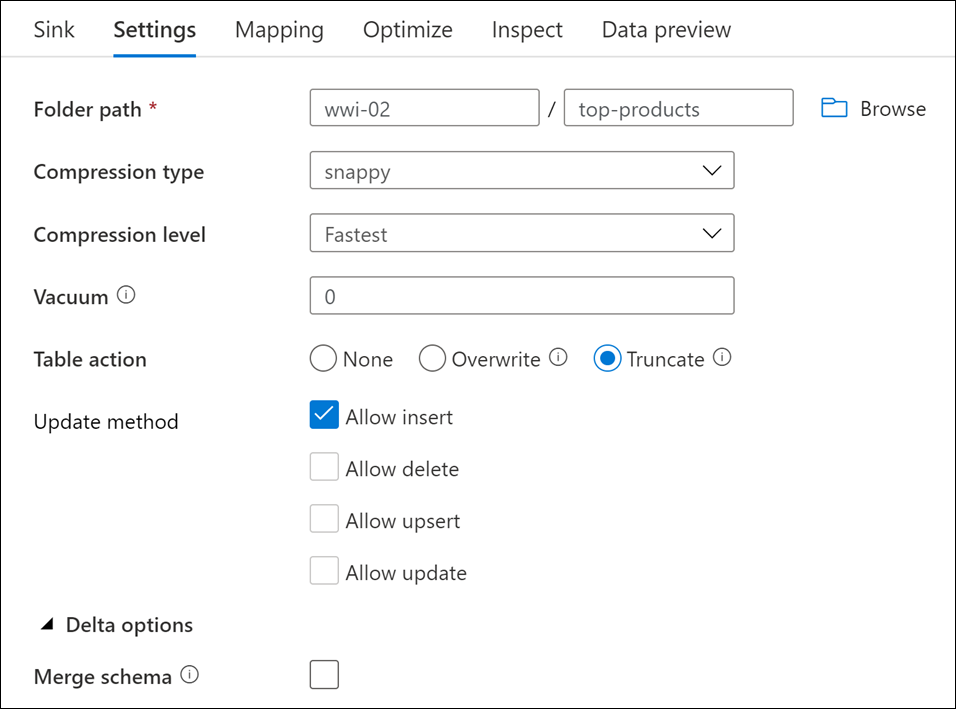 Sink Settings Mapping Optimize Inspect Data preview
Folder path * wwi-02 / top-products Browse
Compression type snappy
Compression level Fastest
Vacuum 0
Table action None Overwrite Truncate
Update method Allow insert
Allow delete
Allow upsert
Allow update
Delta options
Merge schema